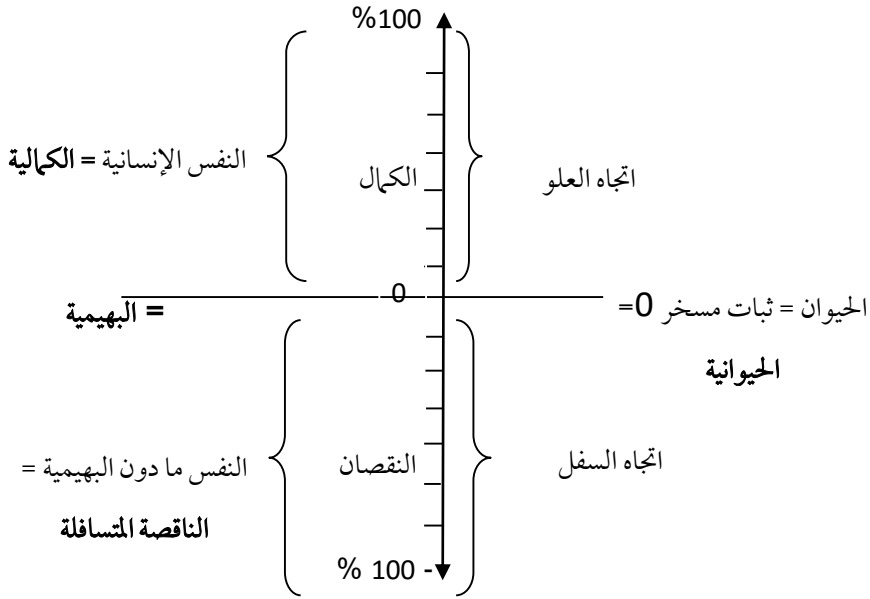 %100
النفس الإنسانية = الكمالية
الكمال
اتجاه العلو
0
الحيوان = ثبات مسخر 0=
الحيوانية
= البهيمية
اتجاه السفل
النقصان
النفس ما دون البهيمية =
الناقصة المتسافلة
% 100 -